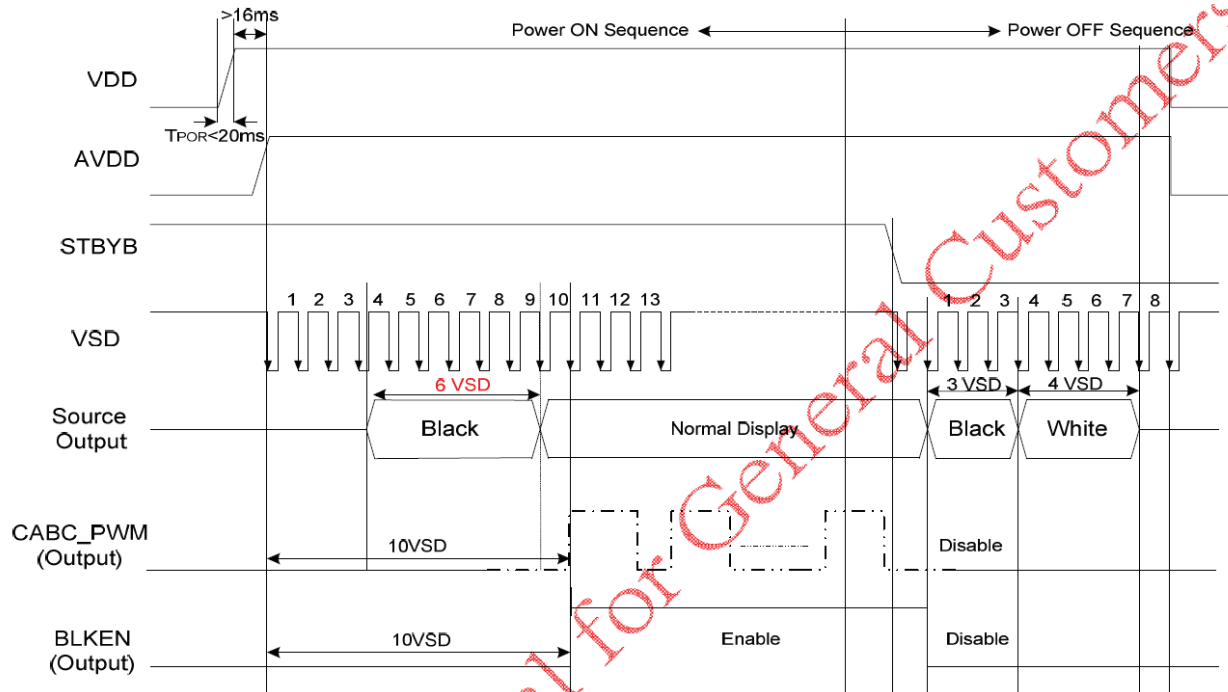 >16ms
Power ON Sequence
Power OFF Sequence
VDD
TPOR<20ms
AVDD
STBYB
1 2 3 4 5 6 7 8 9 10 11 12 13
1 2 3 4 5 6 7 8
VSD
6 VSD
3 VSD
4 VSD
Source
Output
Black
Normal Display
Black
White
CABC_PWM
(Output)
10VSD
Disable
BLKEN
(Output)
10VSD
Enable
Disable
for General Customers